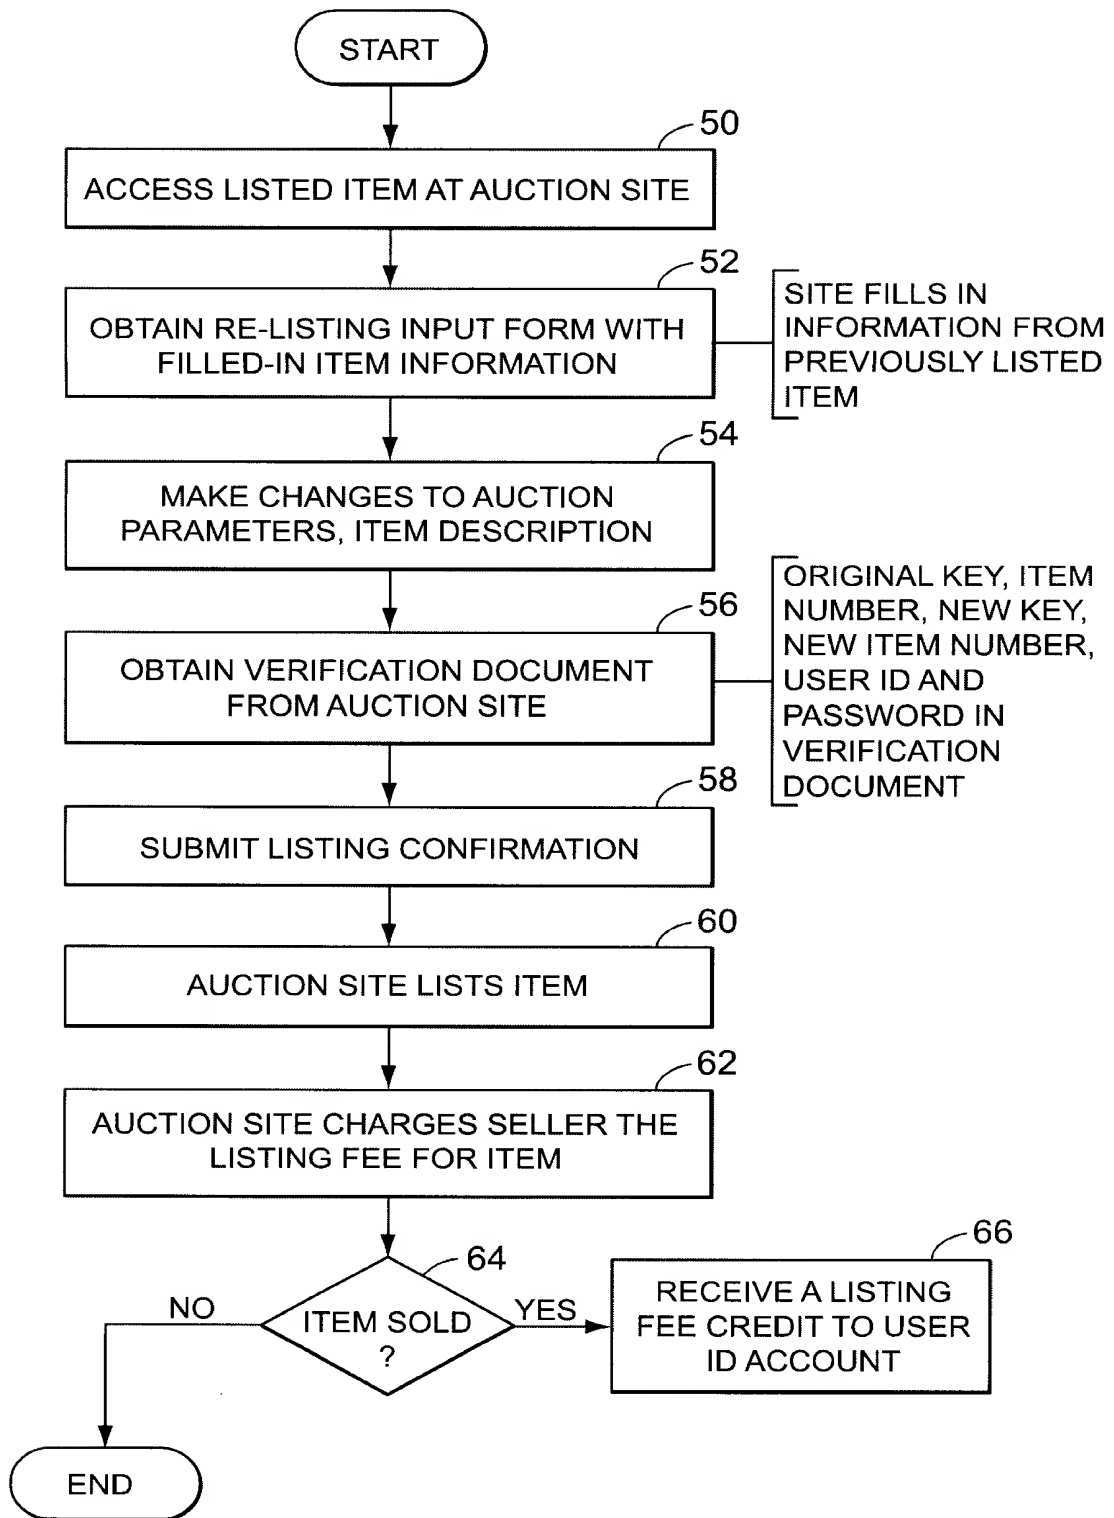 START
50
ACCESS LISTED ITEM AT AUCTION SITE
52
OBTAIN RE-LISTING INPUT FORM WITH
FILLED-IN ITEM INFORMATION
SITE FILLS IN
INFORMATION FROM
PREVIOUSLY LISTED
ITEM
54
MAKE CHANGES TO AUCTION
PARAMETERS, ITEM DESCRIPTION
56
OBTAIN VERIFICATION DOCUMENT
FROM AUCTION SITE
ORIGINAL KEY, ITEM
NUMBER, NEW KEY,
NEW ITEM NUMBER,
USER ID AND
PASSWORD IN
VERIFICATION
DOCUMENT
58
SUBMIT LISTING CONFIRMATION
60
AUCTION SITE LISTS ITEM
62
AUCTION SITE CHARGES SELLER THE
LISTING FEE FOR ITEM
64
ITEM SOLD
?
NO
YES
66
RECEIVE A LISTING
FEE CREDIT TO USER
ID ACCOUNT
END